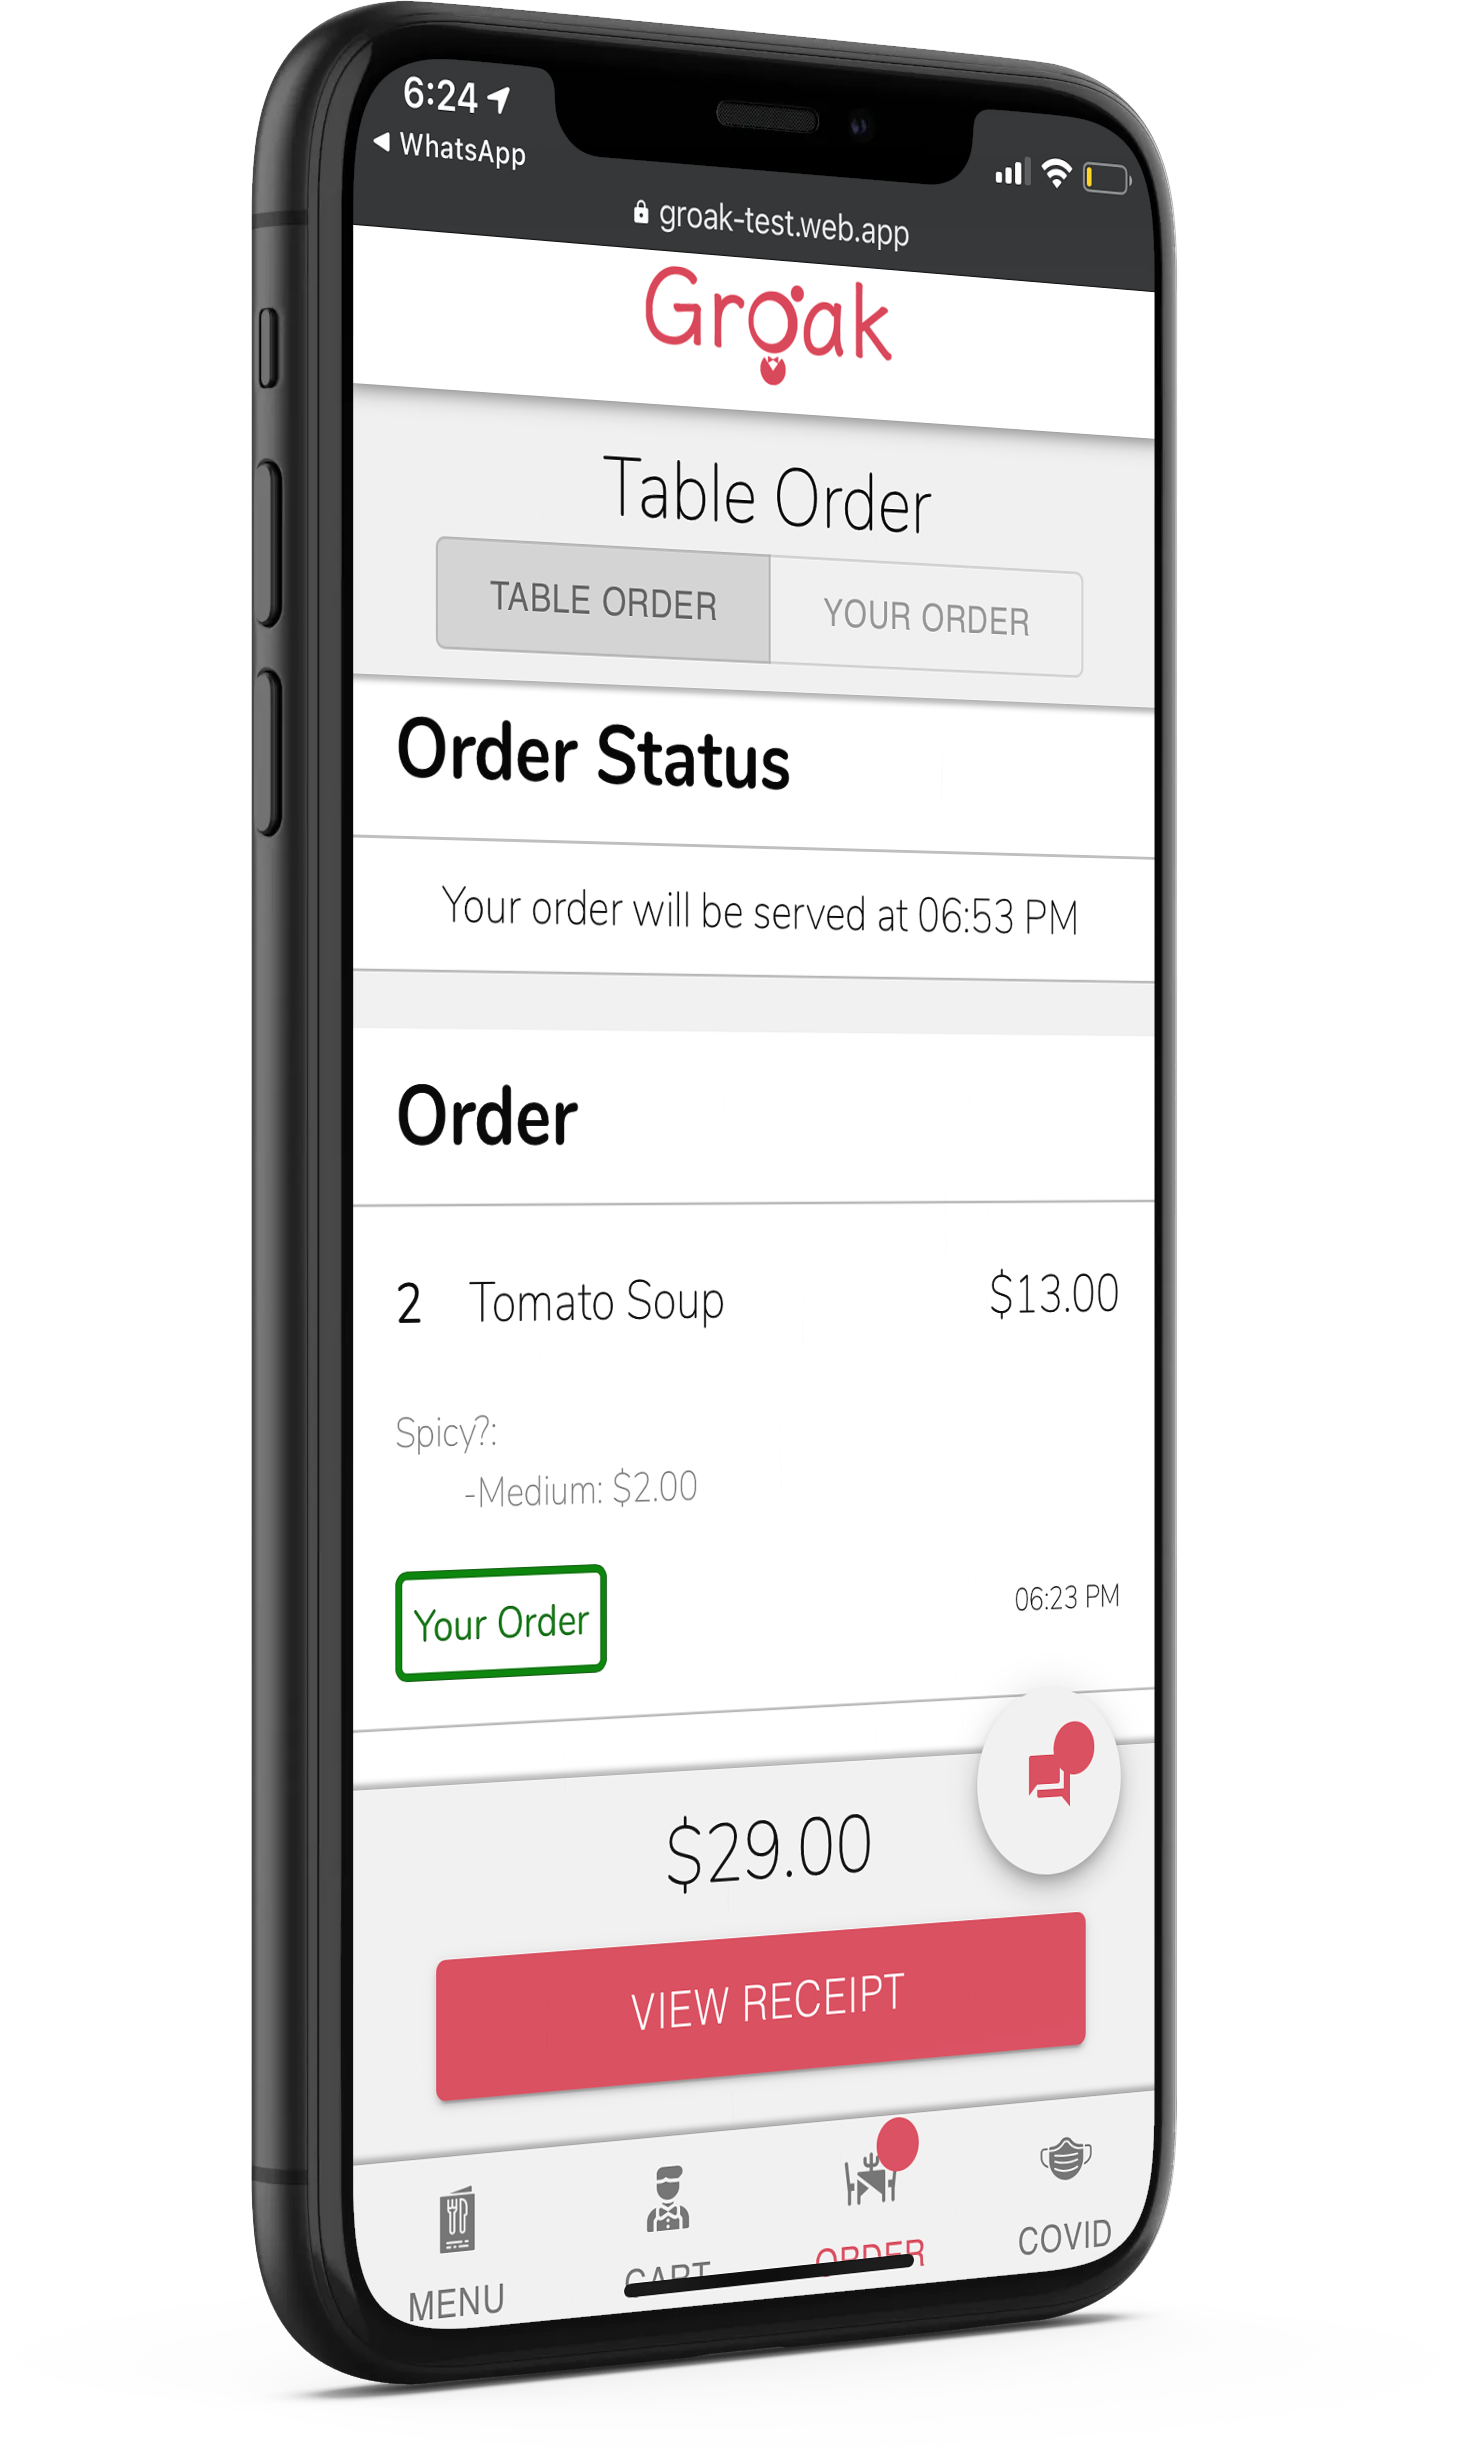 6:24
WhatsApp
groak-test.web.app
Groak
Table Order
TABLE ORDER YOUR ORDER
Order Status
Your order will be served at 06:53 PM
Order
2 Tomato Soup $13.00
Spicy?:
-Medium: $2.00
Your Order 06:23 PM
$29.00
VIEW RECEIPT
MENU CART ORDER COVID